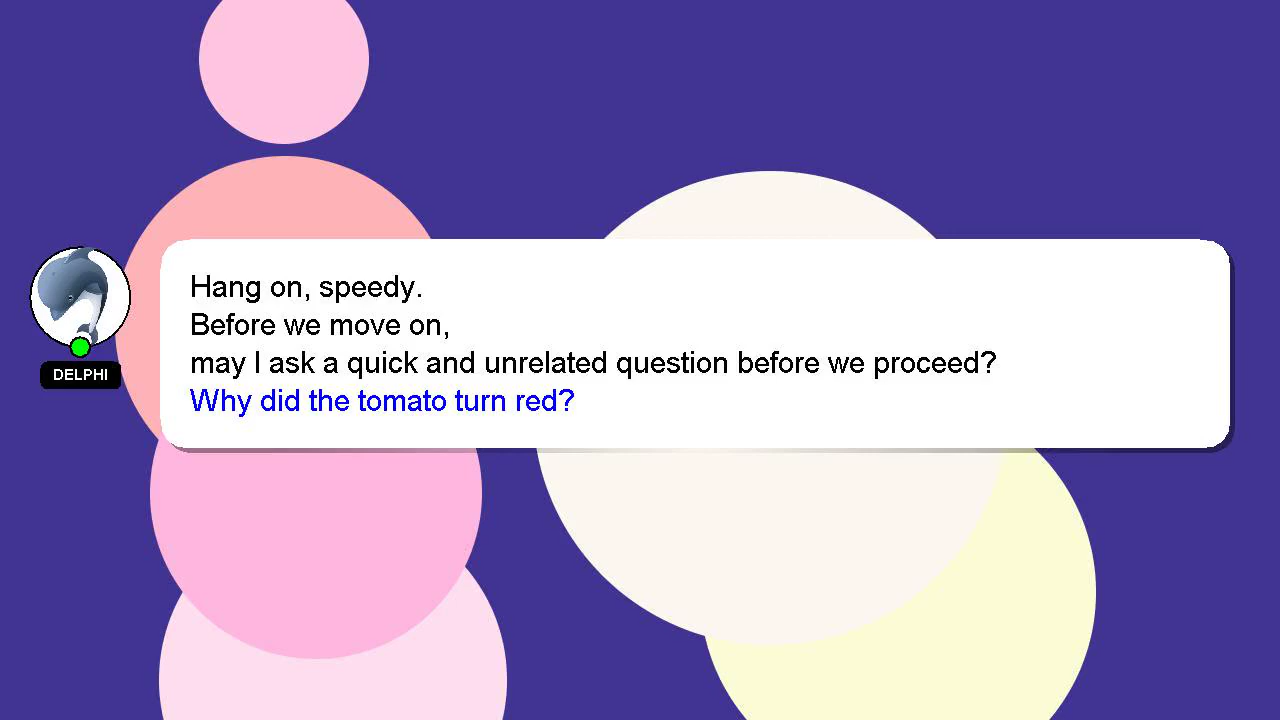 Hang on, speedy.
Before we move on,
may I ask a quick and unrelated question before we proceed?
Why did the tomato turn red?
DELPHI